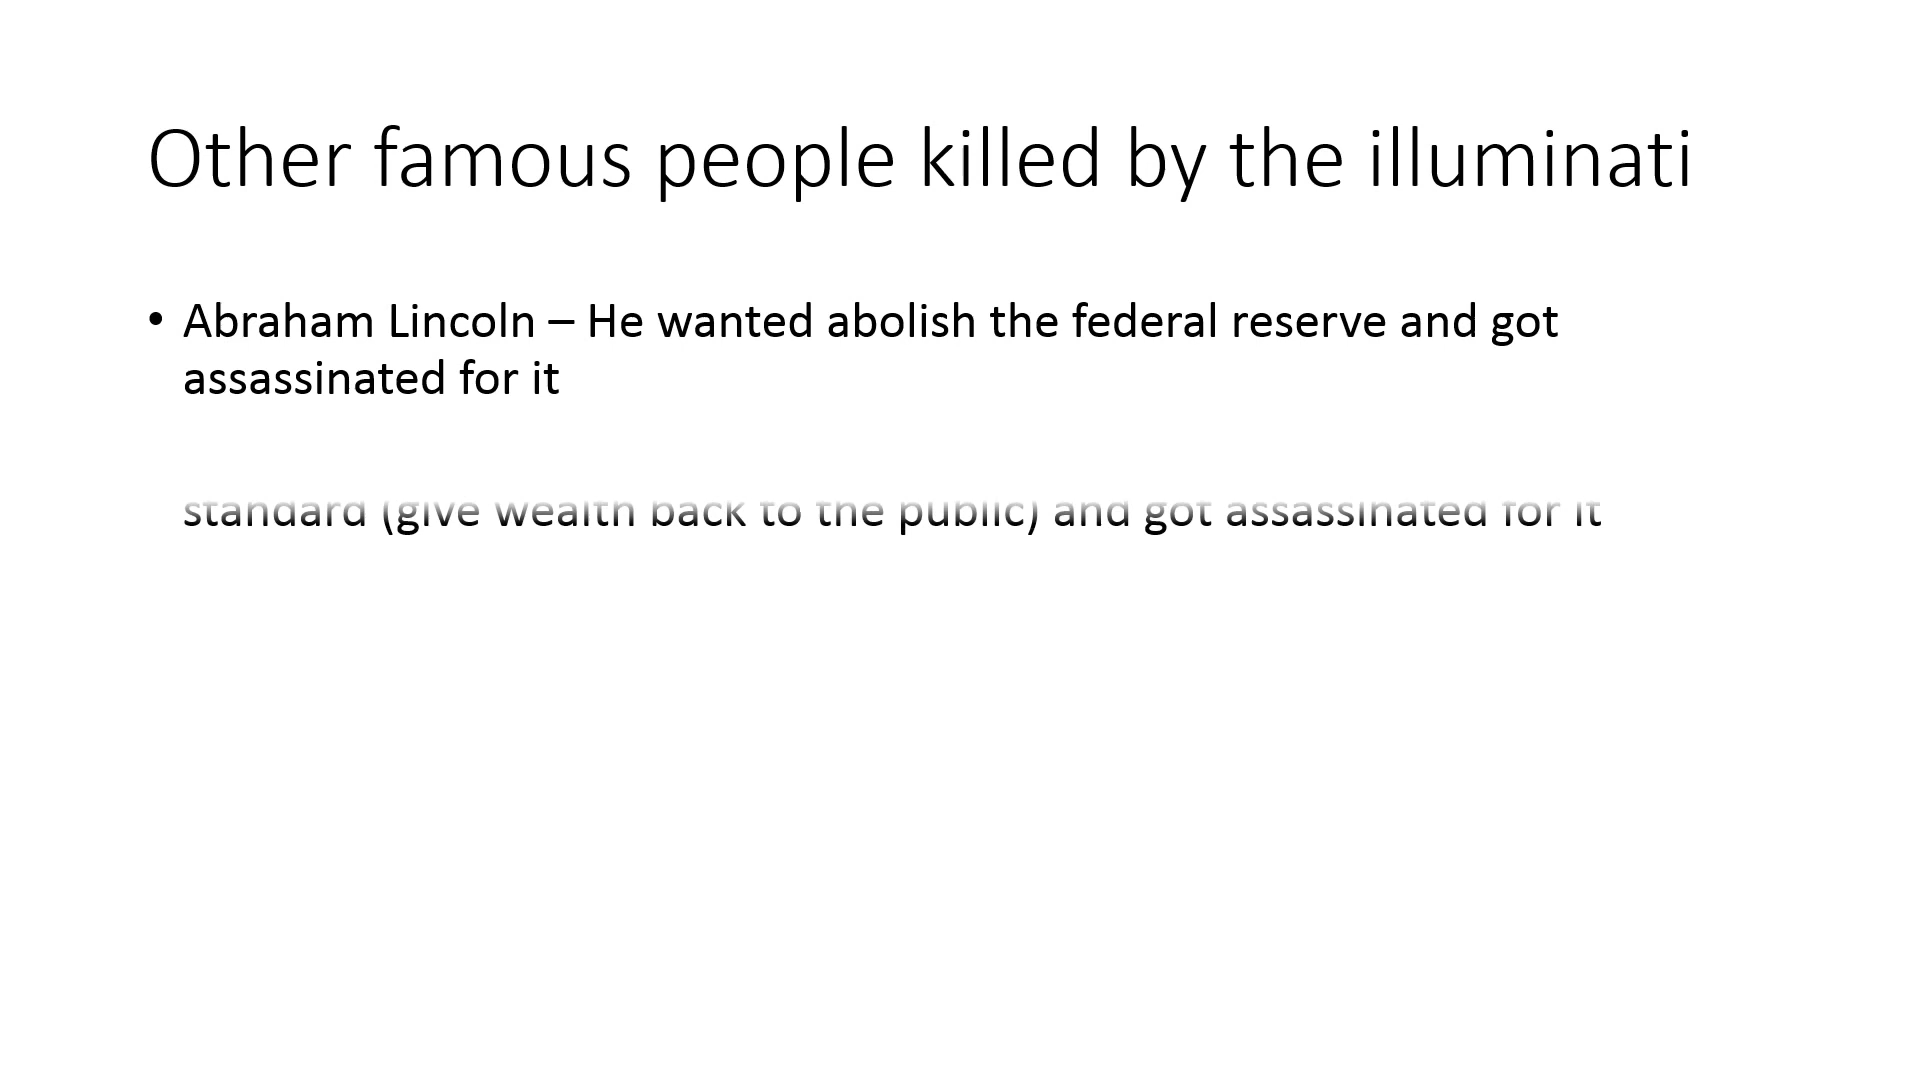 Other famous people killed by the illuminati
• Abraham Lincoln – He wanted abolish the federal reserve and got
assassinated for it
standard (give wealth back to the public) and got assassinated for it